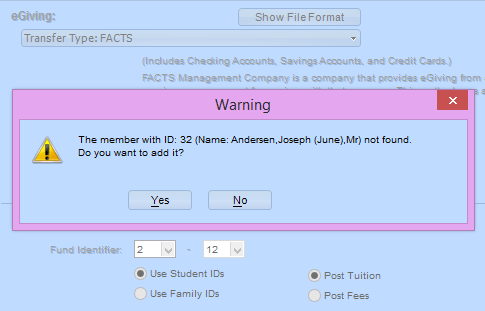 eGiving:
Show File Format
Transfer Type: FACTS
(Includes Checking Accounts, Savings Accounts, and Credit Cards.)
FACTS Management Company is a company that provides eGiving from
Warning
The member with ID: 32 (Name: Andersen,Joseph (June),Mr) not found.
Do you want to add it?
Yes
No
Fund Identifier: 2 - 12
Use Student IDs
Post Tuition
Use Family IDs
Post Fees